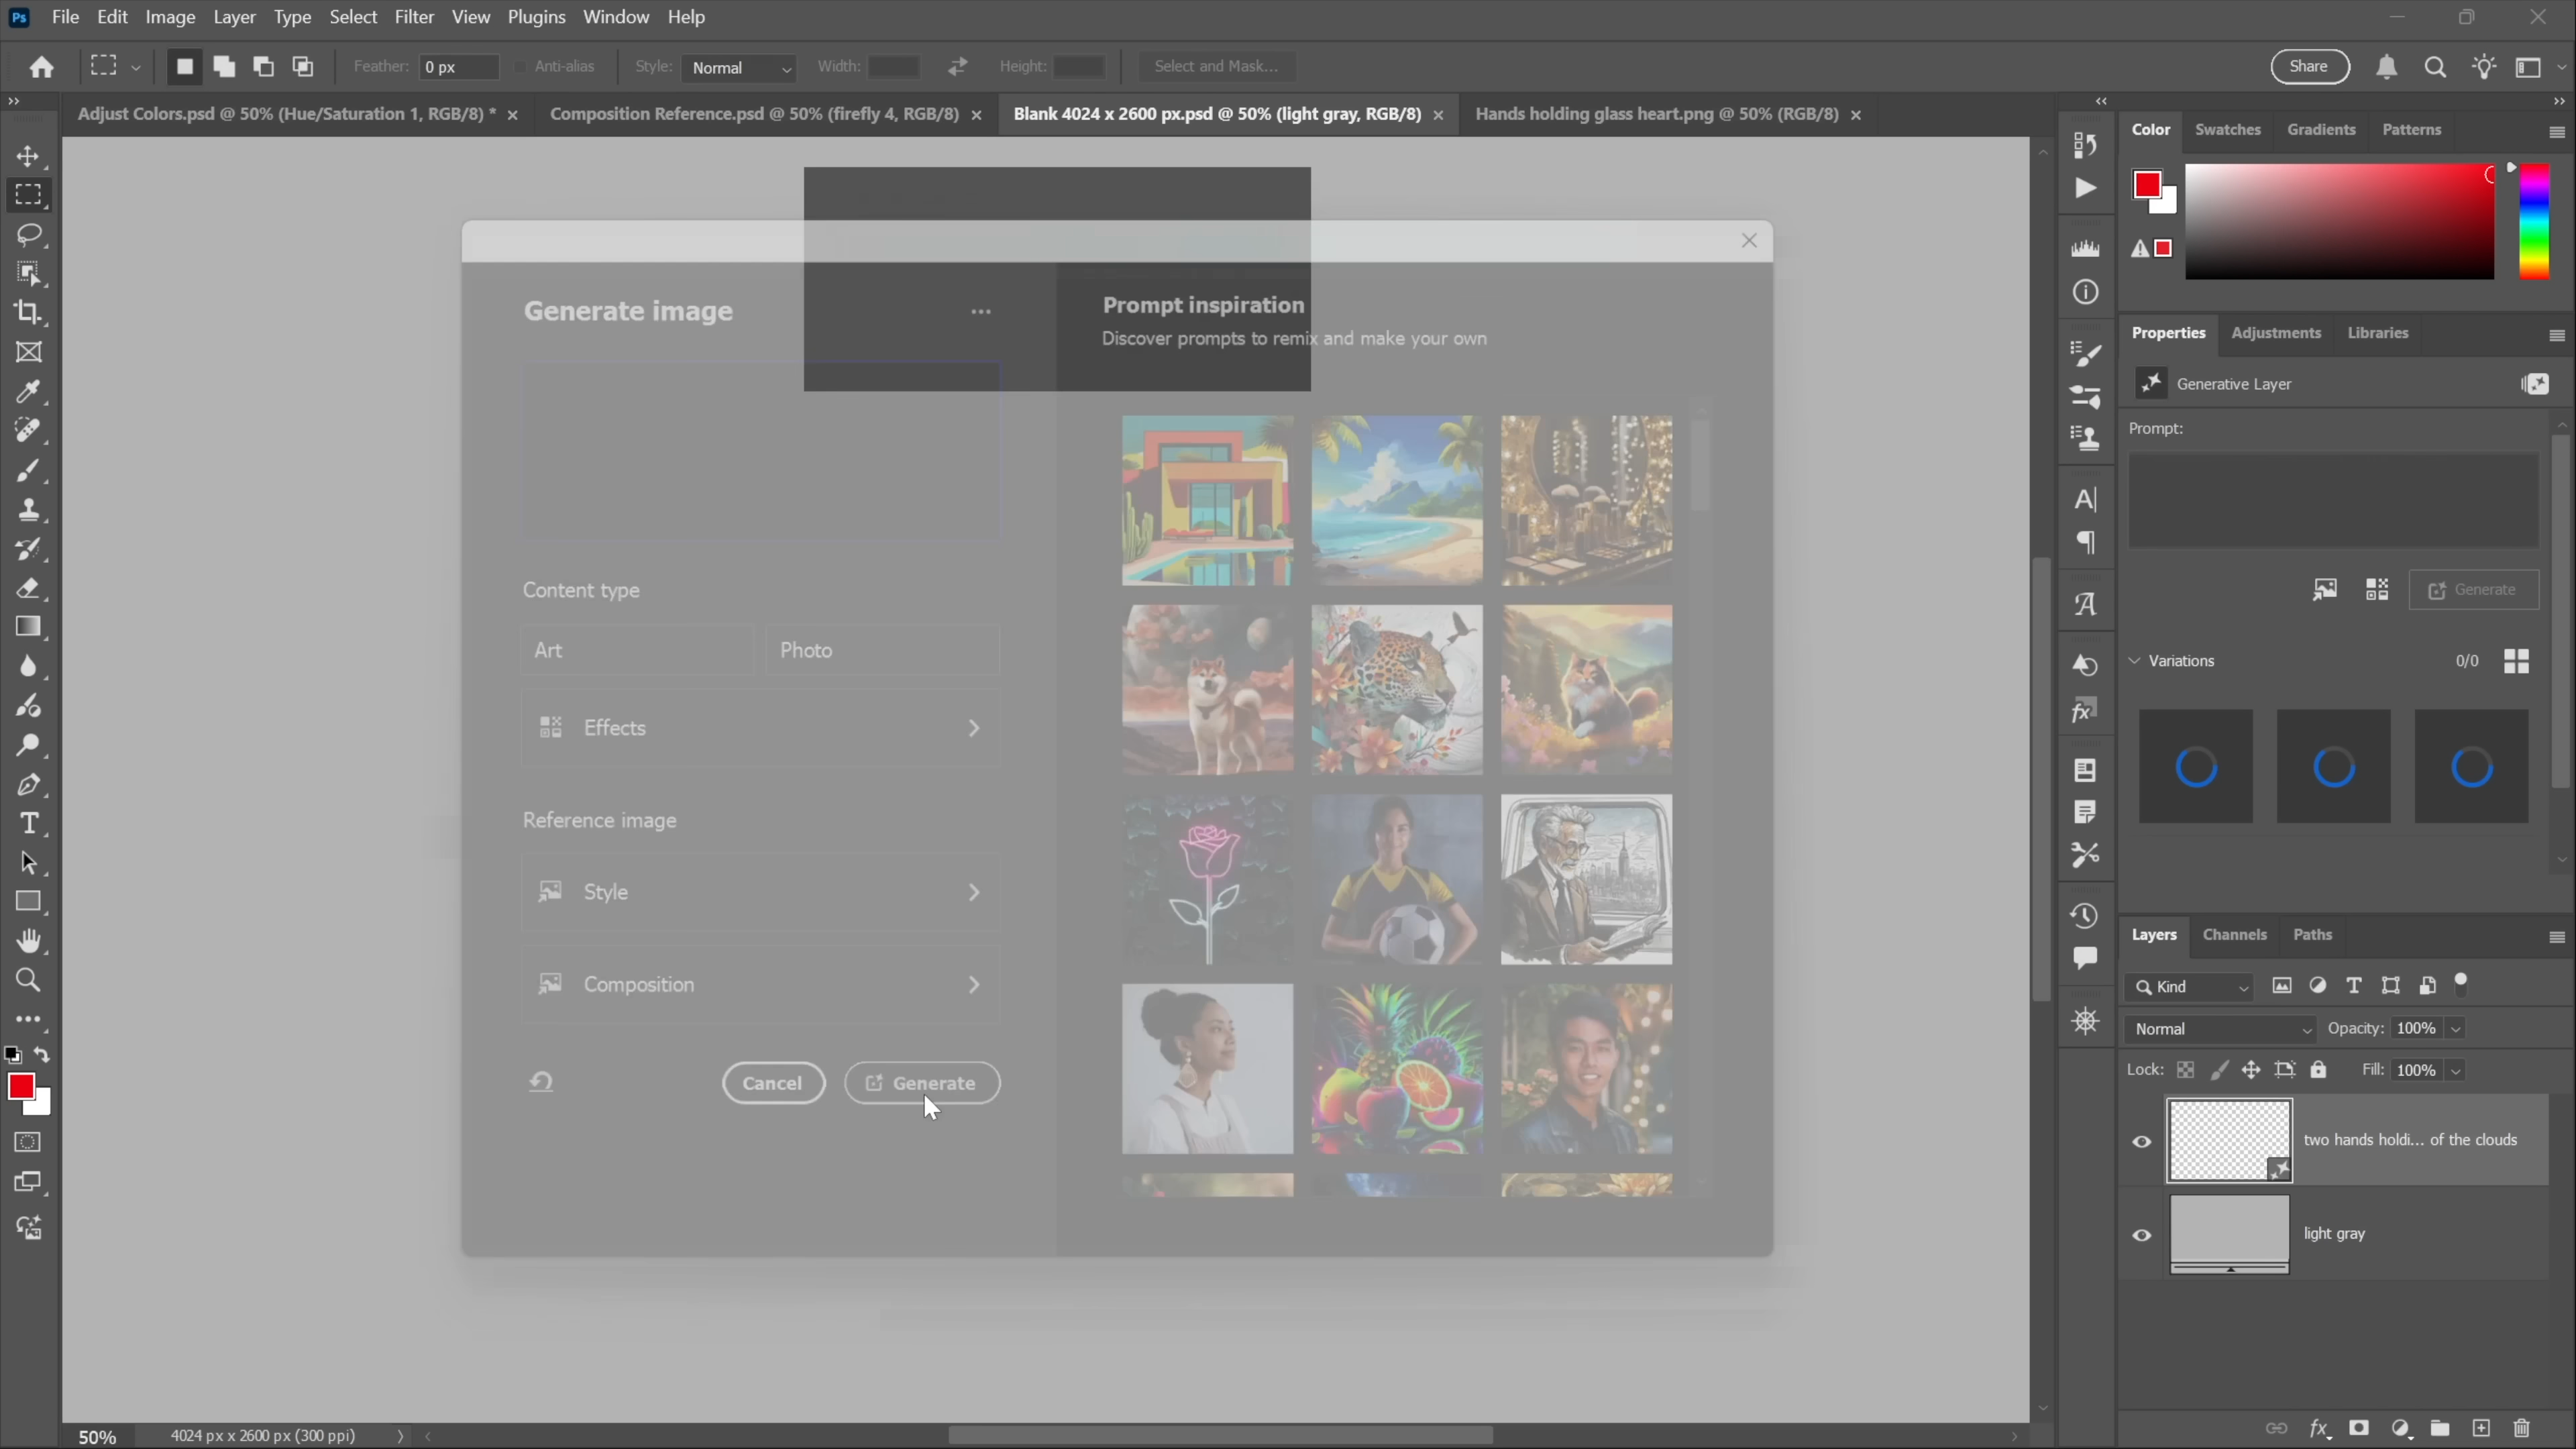 Ps File Edit Image Layer Type Select Filter View Plugins Window Help
Feather: 0 px Anti-alias Style: Normal Width: Height: Select and Mask... Share
Adjust Colors.psd @ 50% (Hue/Saturation 1, RGB/8) * Composition Reference.psd @ 50% (firefly 4, RGB/8) Blank 4024 x 2600 px.psd @ 50% (light gray, RGB/8) Hands holding glass heart.png @ 50% (RGB/8)
Generate image
Content type
Art Photo
Effects
Reference image
Style
Composition
Cancel Generate
Prompt inspiration
Discover prompts to remix and make your own
Color Swatches Gradients Patterns
Properties Adjustments Libraries
Generative Layer
Prompt:
Generate
Variations 0/0
Layers Channels Paths
Kind
Normal Opacity: 100%
Lock: Fill: 100%
two hands holdi... of the clouds
light gray
50% 4024 px x 2600 px (300 ppi)